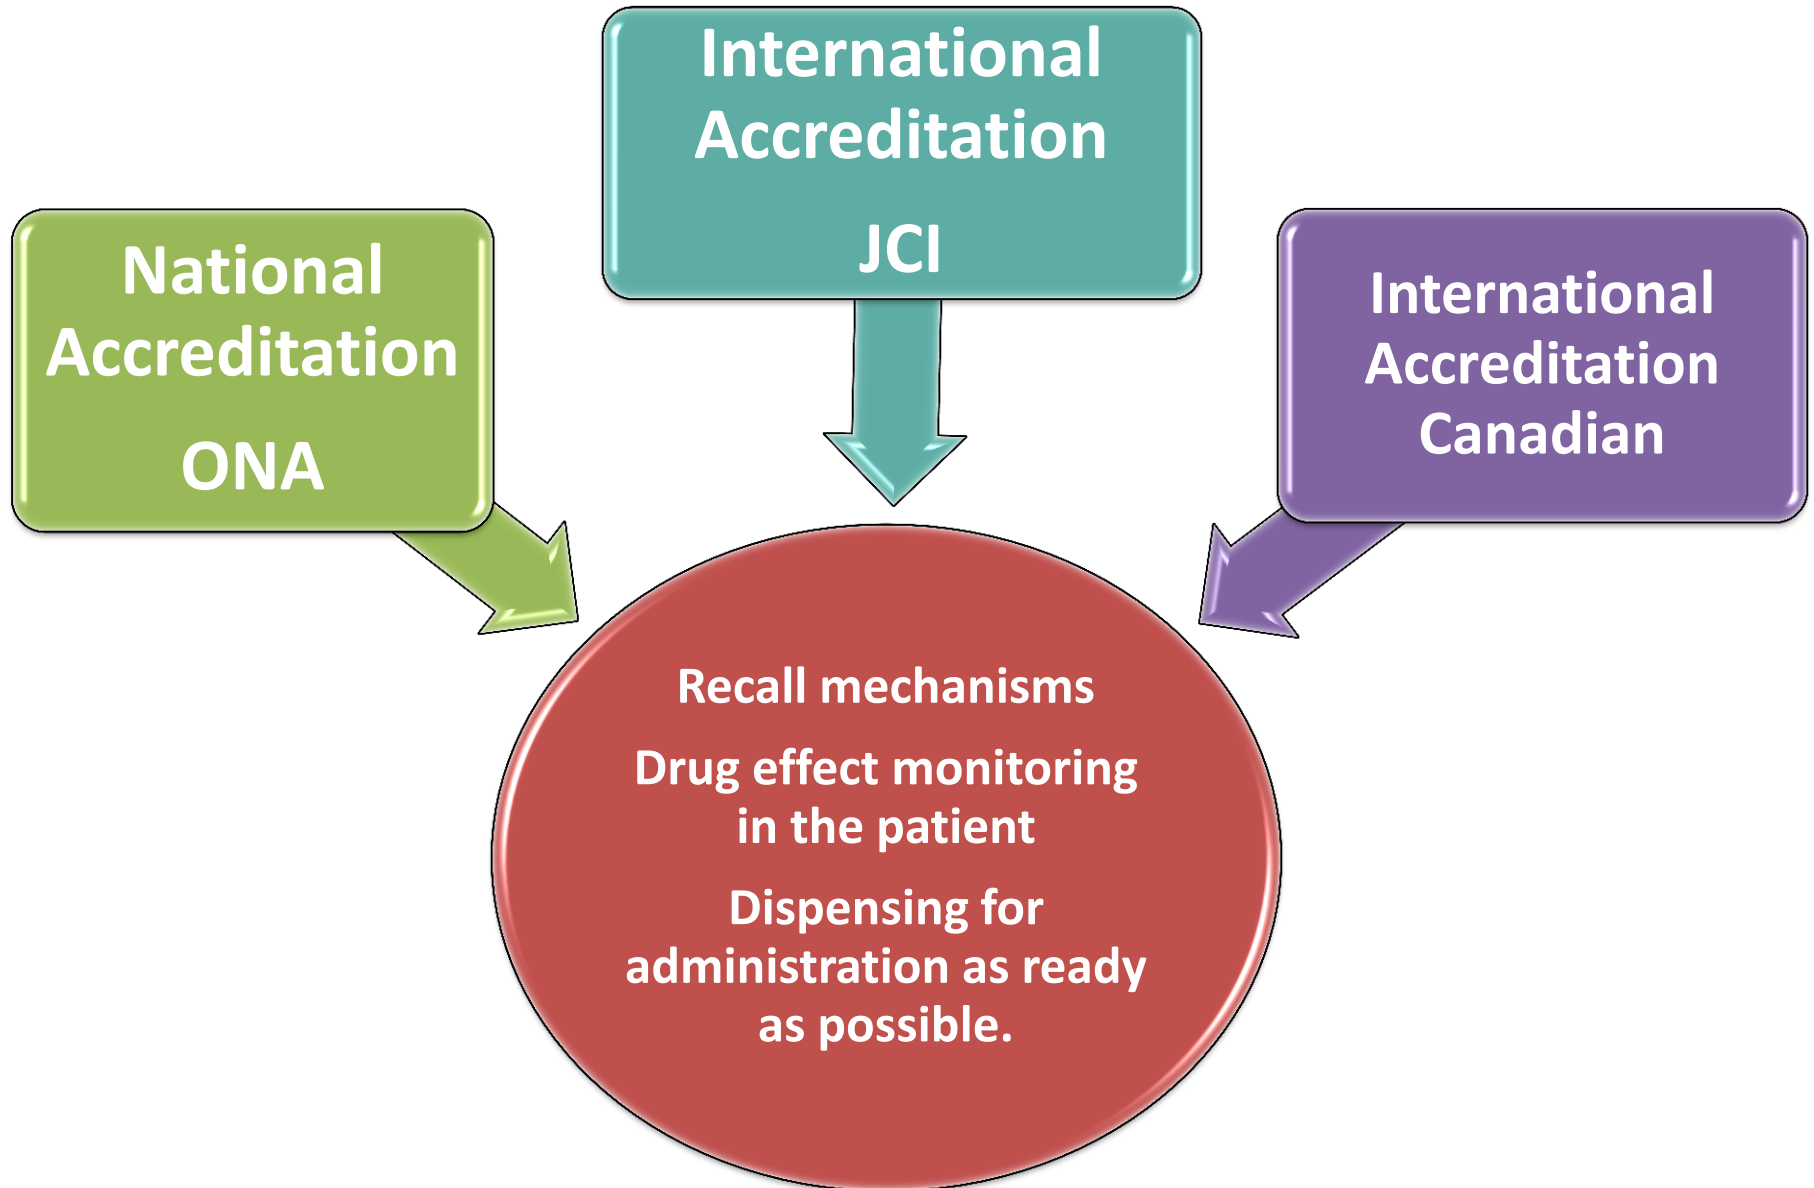 International
Accreditation
JCI
National
Accreditation
ONA
International
Accreditation
Canadian
Recall mechanisms
Drug effect monitoring
in the patient
Dispensing for
administration as ready
as possible.